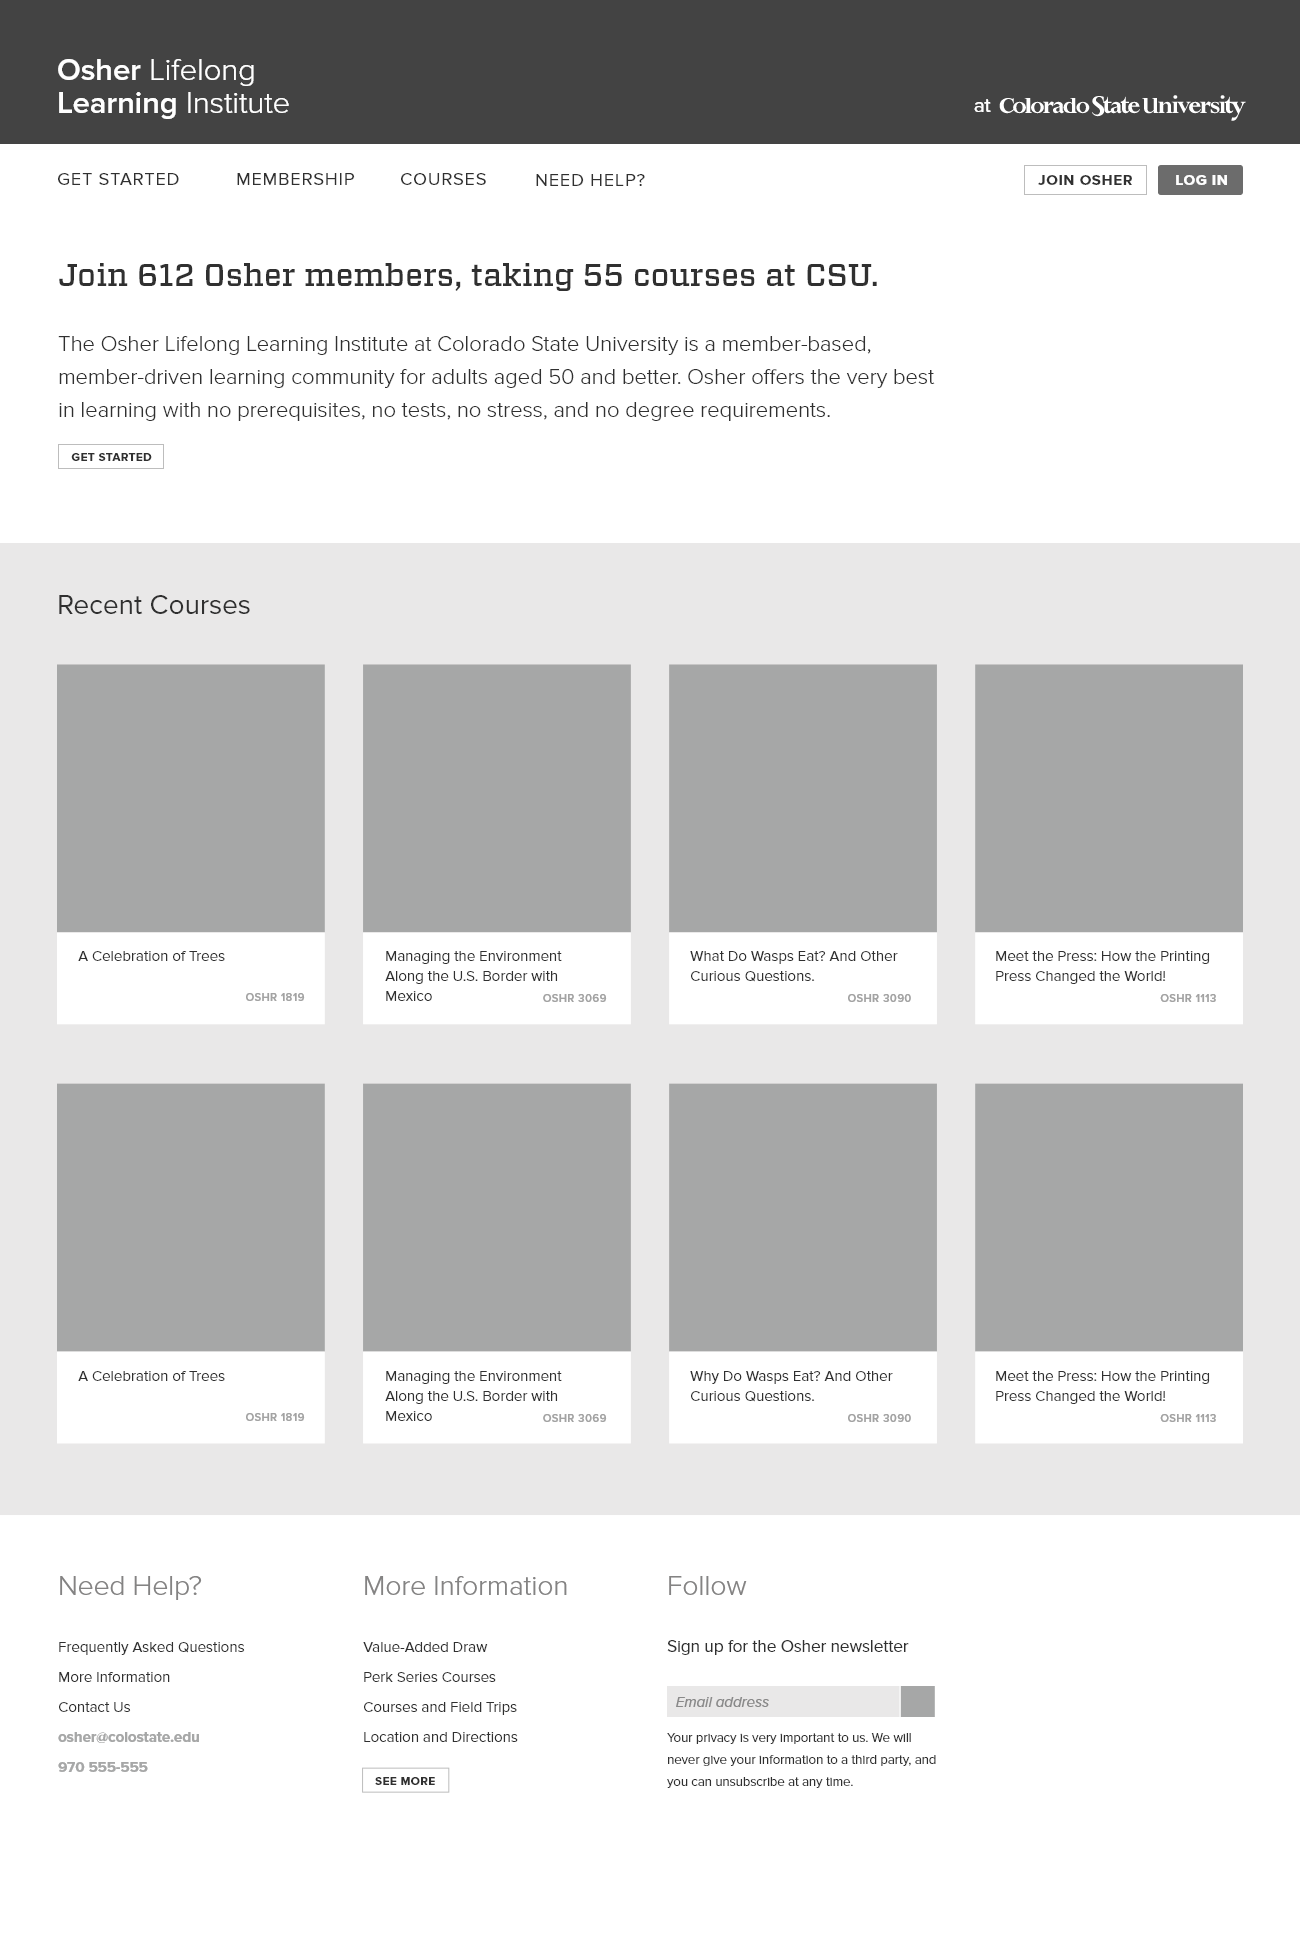 Osher Lifelong
Learning Institute
at Colorado State University
GET STARTED
MEMBERSHIP
COURSES
NEED HELP?
JOIN OSHER
LOG IN
Join 612 Osher members, taking 55 courses at CSU.
The Osher Lifelong Learning Institute at Colorado State University is a member-based,
member-driven learning community for adults aged 50 and better. Osher offers the very best
in learning with no prerequisites, no tests, no stress, and no degree requirements.
GET STARTED
Recent Courses
A Celebration of Trees
OSHR 1819
Managing the Environment
Along the U.S. Border with
Mexico
OSHR 3069
What Do Wasps Eat? And Other
Curious Questions.
OSHR 3090
Meet the Press: How the Printing
Press Changed the World!
OSHR 1113
A Celebration of Trees
OSHR 1819
Managing the Environment
Along the U.S. Border with
Mexico
OSHR 3069
Why Do Wasps Eat? And Other
Curious Questions.
OSHR 3090
Meet the Press: How the Printing
Press Changed the World!
OSHR 1113
Need Help?
Frequently Asked Questions
More Information
Contact Us
osher@colostate.edu
970 555-555
More Information
Value-Added Draw
Perk Series Courses
Courses and Field Trips
Location and Directions
SEE MORE
Follow
Sign up for the Osher newsletter
Email address
Your privacy is very important to us. We will
never give your information to a third party, and
you can unsubscribe at any time.